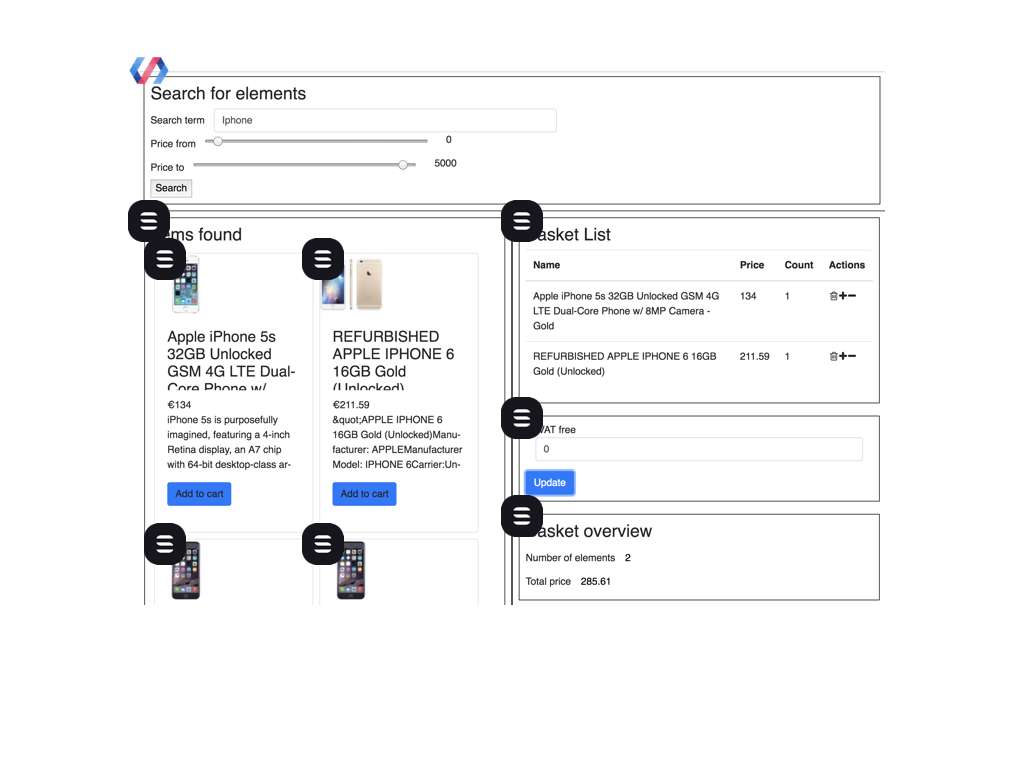 Search for elements
Search term Iphone
Price from 0
Price to 5000
Search
ems found
Apple iPhone 5s
32GB Unlocked
GSM 4G LTE Dual-
Core Phone w/
€134
iPhone 5s is purposefully
imagined, featuring a 4-inch
Retina display, an A7 chip
with 64-bit desktop-class ar-
Add to cart
REFURBISHED
APPLE IPHONE 6
16GB Gold
(Unlocked)
€211.59
&quot;APPLE IPHONE 6
16GB Gold (Unlocked)Manu-
facturer: APPLEManufacturer
Model: IPHONE 6Carrier:Un-
Add to cart
asket List
Name Price Count Actions
Apple iPhone 5s 32GB Unlocked GSM 4G 134 1
LTE Dual-Core Phone w/ 8MP Camera -
Gold
REFURBISHED APPLE IPHONE 6 16GB 211.59 1
Gold (Unlocked)
VAT free
0
Update
asket overview
Number of elements 2
Total price 285.61